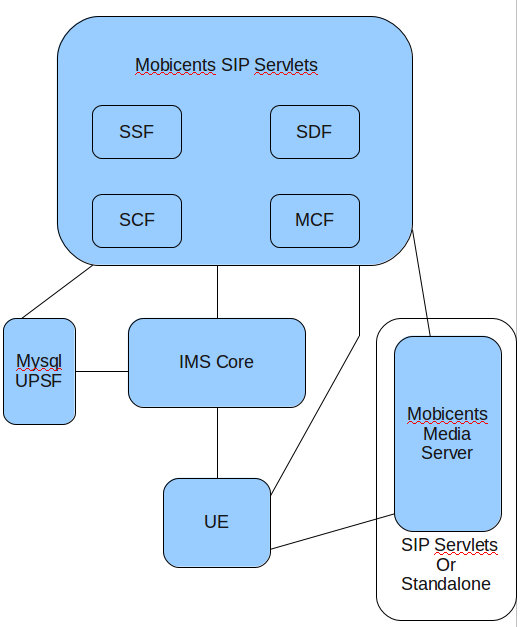 Mobicents SIP Servlets
SSF
SDF
SCF
MCF
Mysql
UPSF
IMS Core
UE
Mobicents
Media
Server
SIP Servlets
Or
Standalone